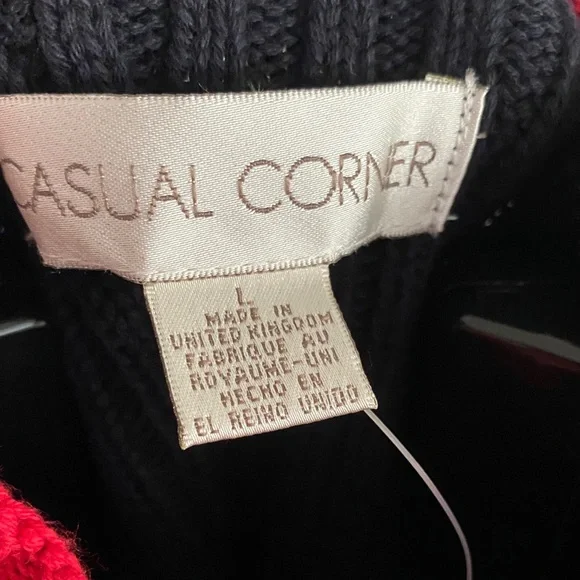 CASUAL CORNER
L
MADE IN
UNITED KINGDOM
FABRIQUE AU
ROYAUME-UNI
HECHO EN
EL REINO UNIDO